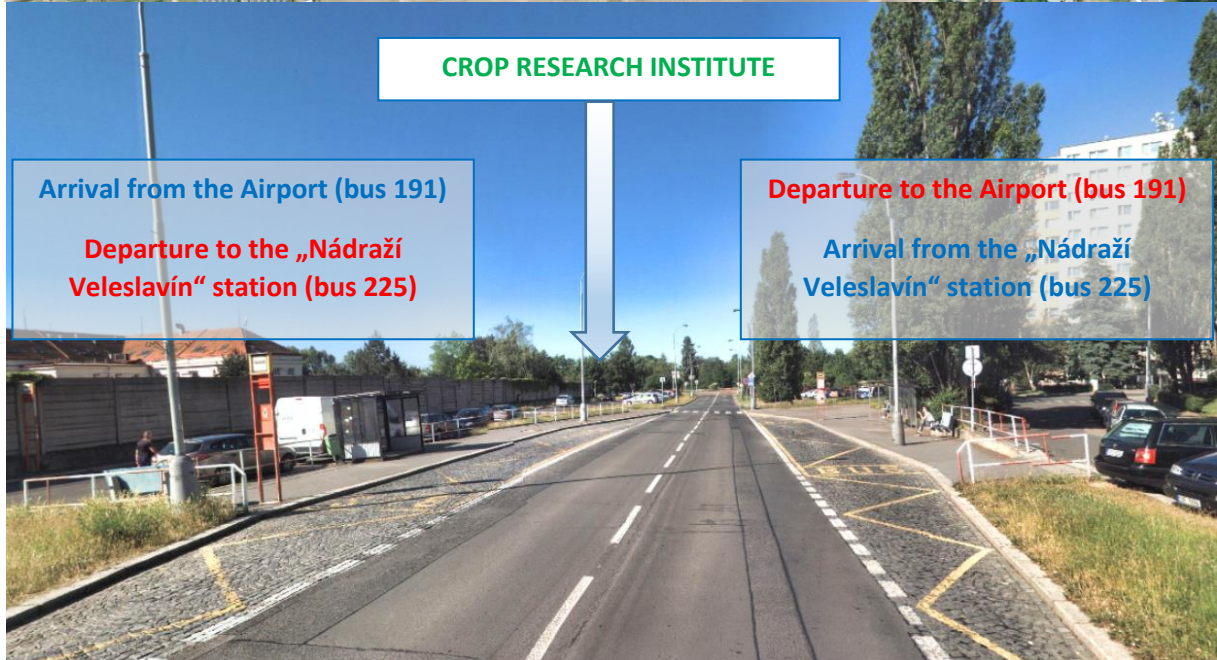 CROP RESEARCH INSTITUTE
Arrival from the Airport (bus 191)
Departure to the „Nádraží
Veleslavín“ station (bus 225)
Departure to the Airport (bus 191)
Arrival from the „Nádraží
Veleslavín“ station (bus 225)